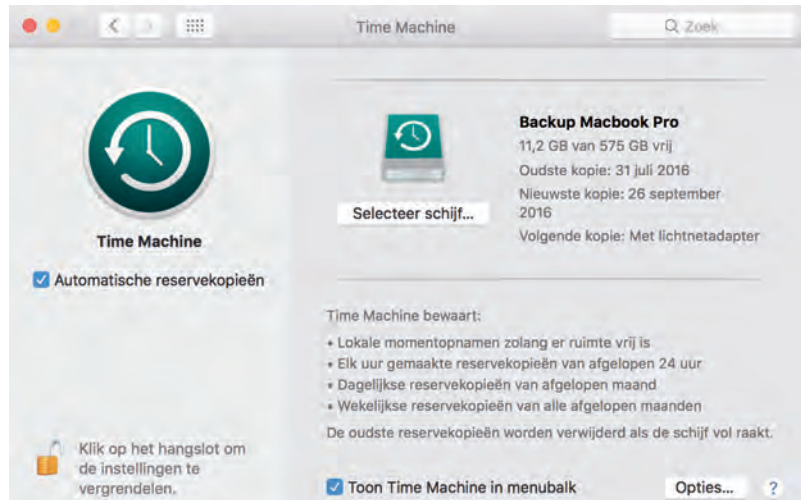 Time Machine
Zoek
Time Machine
Automatische reservekopieën
Klik op het hangslot om
de instellingen te
vergrendelen.
Selecteer schijf...
Backup Macbook Pro
11,2 GB van 575 GB vrij
Oudste kopie: 31 juli 2016
Nieuwste kopie: 26 september
2016
Volgende kopie: Met lichtnetadapter
Time Machine bewaart:
• Lokale momentopnamen zolang er ruimte vrij is
• Elk uur gemaakte reservekopieën van afgelopen 24 uur
• Dagelijkse reservekopieën van afgelopen maand
• Wekelijkse reservekopieën van alle afgelopen maanden
De oudste reservekopieën worden verwijderd als de schijf vol raakt.
Toon Time Machine in menubalk
Opties...
?